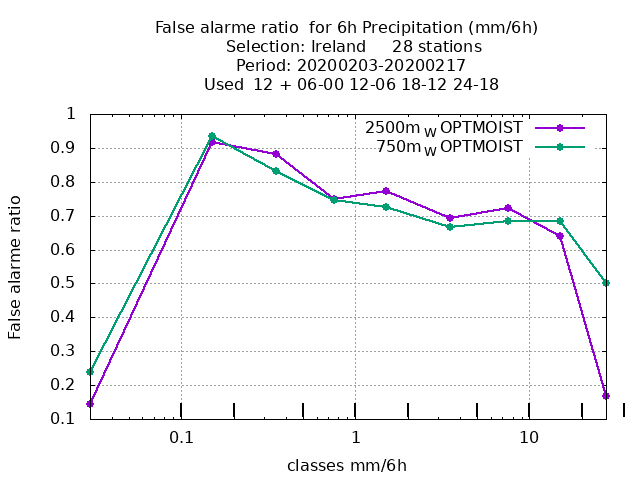 False alarme ratio  for 6h Precipitation (mm/6h)
Selection: Ireland     28 stations
Period: 20200203-20200217
Used  12 + 06-00 12-06 18-12 24-18
2500m W OPTMOIST
750m W OPTMOIST
1
0.9
0.8
0.7
0.6
0.5
0.4
0.3
0.2
0.1
False alarme ratio
0.1 1 10
classes mm/6h